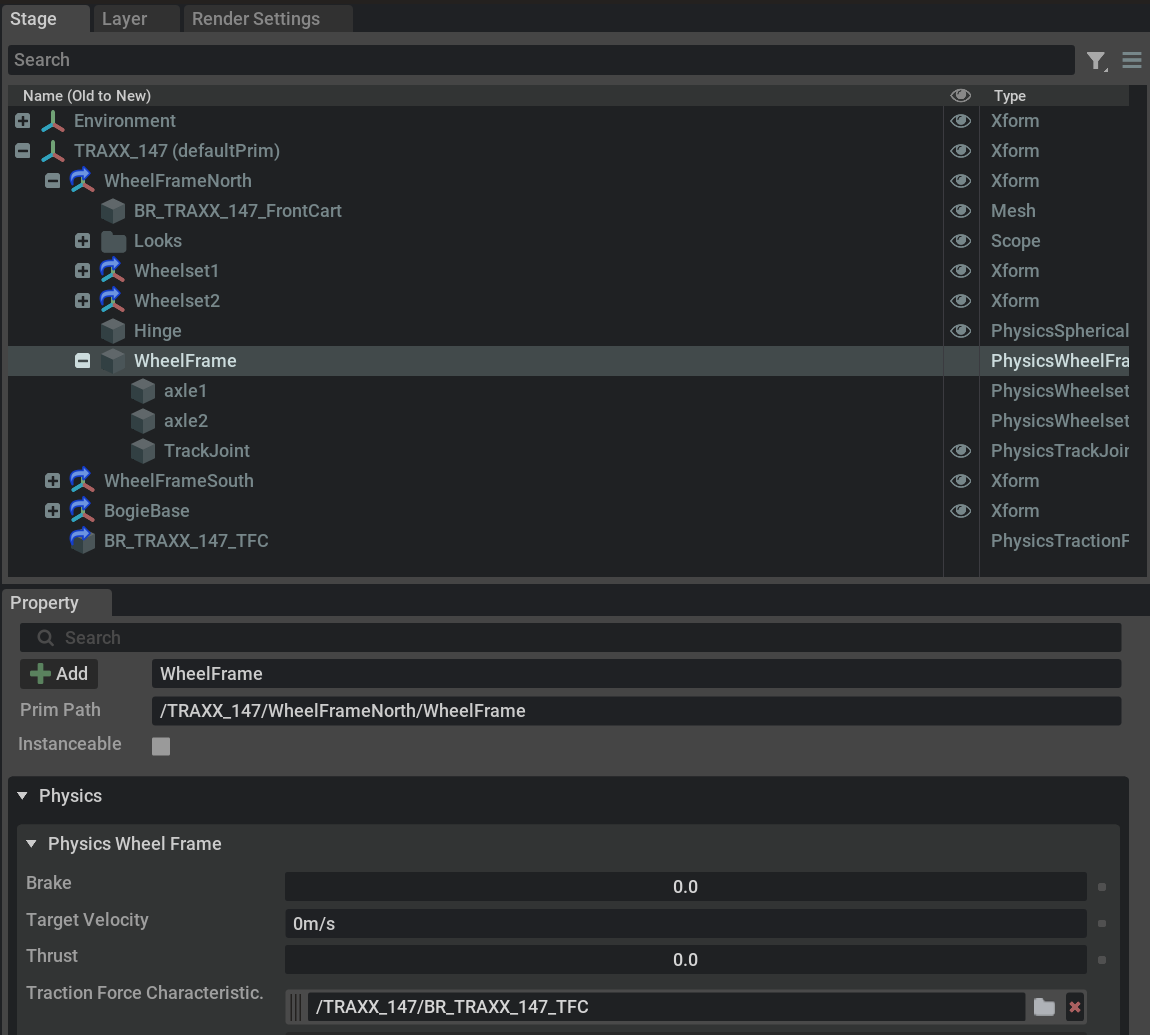 Stage Layer Render Settings
Search
Name (Old to New) Type
Environment Xform
TRAXX_147 (defaultPrim) Xform
WheelFrameNorth Xform
BR_TRAXX_147_FrontCart Mesh
Looks Scope
Wheelset1 Xform
Wheelset2 Xform
Hinge PhysicsSpherical
WheelFrame PhysicsWheelFra
axle1 PhysicsWheelset
axle2 PhysicsWheelset
TrackJoint PhysicsTrackJoin
WheelFrameSouth Xform
BogieBase Xform
BR_TRAXX_147_TFC PhysicsTractionF
Property
Search
Add WheelFrame
Prim Path /TRAXX_147/WheelFrameNorth/WheelFrame
Instanceable
Physics
Physics Wheel Frame
Brake 0.0
Target Velocity 0m/s
Thrust 0.0
Traction Force Characteristic. /TRAXX_147/BR_TRAXX_147_TFC